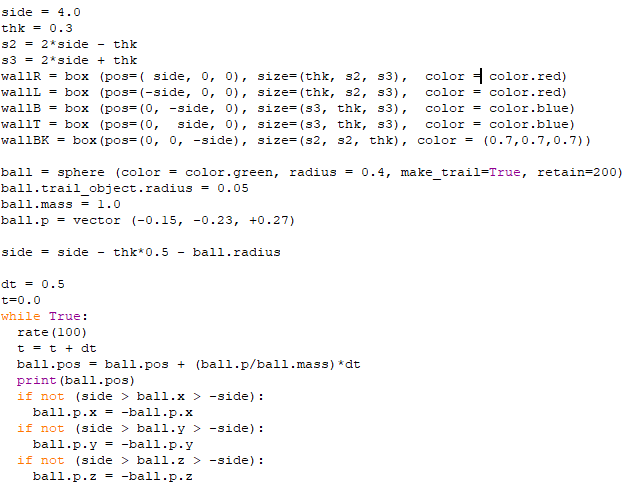 side = 4.0
thk = 0.3
s2 = 2*side - thk
s3 = 2*side + thk
wallR = box (pos=( side, 0, 0), size=(thk, s2, s3),  color = color.red)
wallL = box (pos=(-side, 0, 0), size=(thk, s2, s3),  color = color.red)
wallB = box (pos=(0, -side, 0), size=(s3, thk, s3),  color = color.blue)
wallT = box (pos=(0,  side, 0), size=(s3, thk, s3),  color = color.blue)
wallBK = box(pos=(0, 0, -side), size=(s2, s2, thk), color = (0.7,0.7,0.7))

ball = sphere (color = color.green, radius = 0.4, make_trail=True, retain=200)
ball.trail_object.radius = 0.05
ball.mass = 1.0
ball.p = vector (-0.15, -0.23, +0.27)

side = side - thk*0.5 - ball.radius

dt = 0.5
t=0.0
while True:
  rate(100)
  t = t + dt
  ball.pos = ball.pos + (ball.p/ball.mass)*dt
  print(ball.pos)
  if not (side > ball.x > -side):
    ball.p.x = -ball.p.x
  if not (side > ball.y > -side):
    ball.p.y = -ball.p.y
  if not (side > ball.z > -side):
    ball.p.z = -ball.p.z